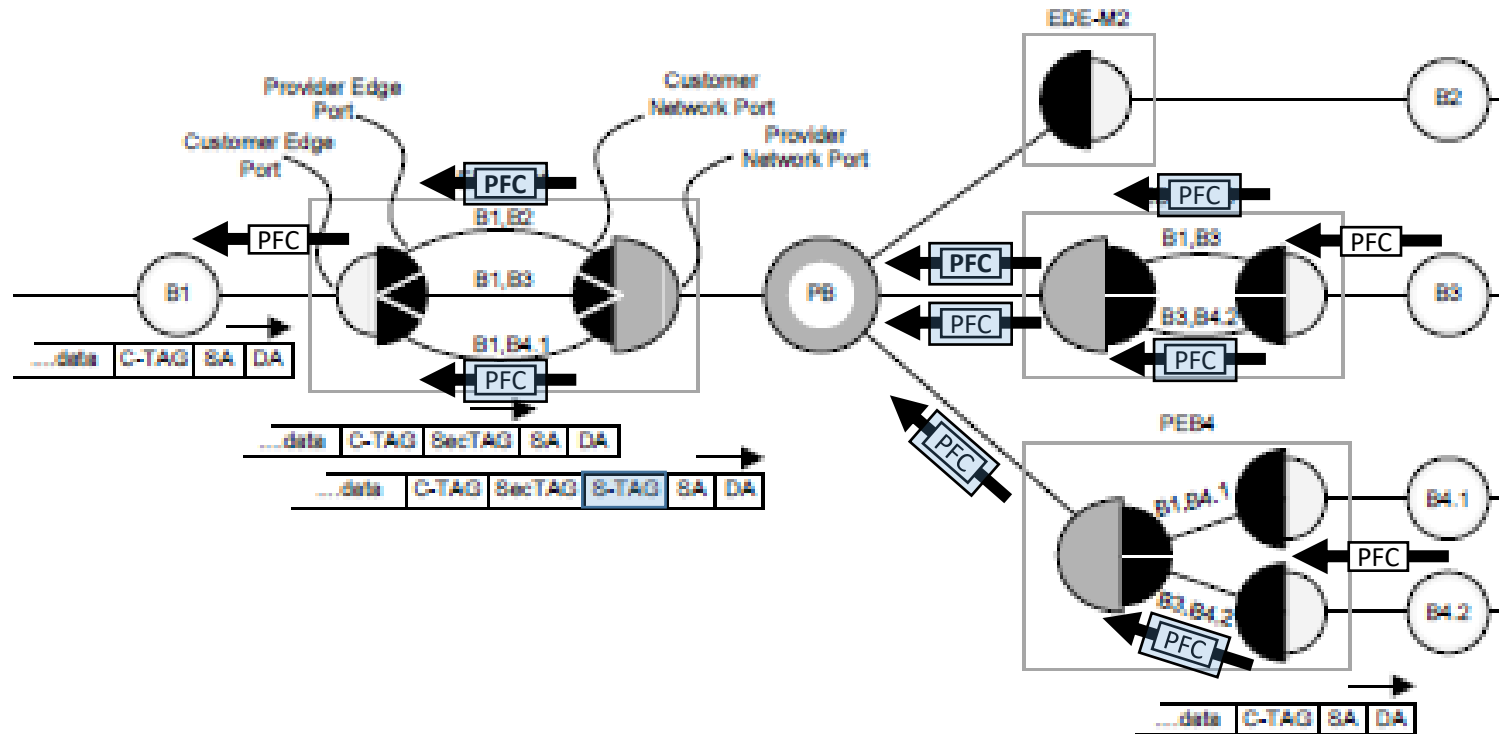 EDE-M2
Provider Edge
Port
Customer
Network Port
Customer Edge
Port
Provider
Network Port
B2
PFC
PFC
B1,B2
B1,B3
PFC
PFC
PFC
B1
B1,B3
PB
B3
PFC
B3,B4.2
B1,B4.1
PFC
PFC
....data C-TAG SA DA
PEB4
....data C-TAG SecTAG SA DA
PFC
....data C-TAG SecTAG S-TAG SA DA
B1,B4.1
B4.1
PFC
B3,B4.2
B4.2
PFC
....data C-TAG SA DA